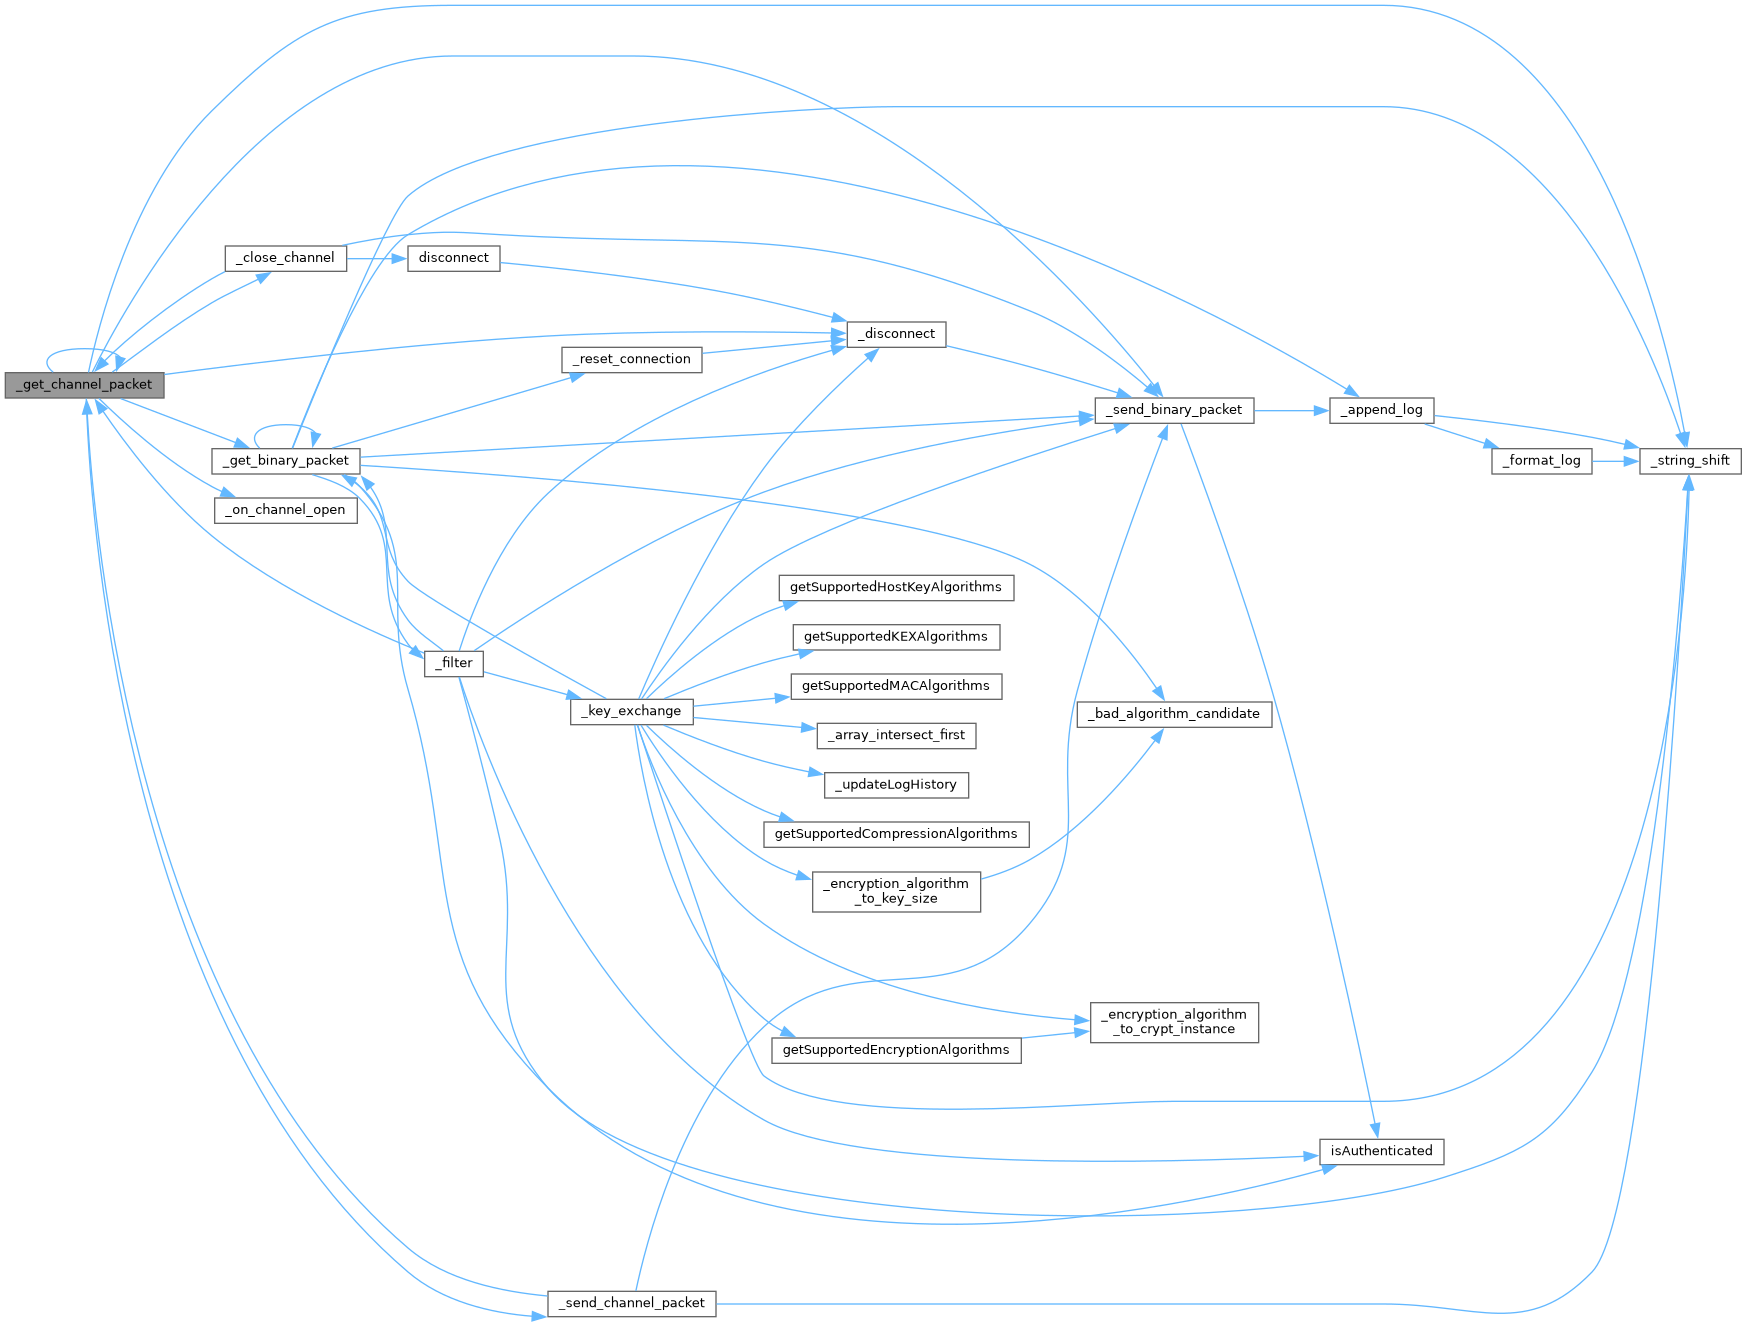 _close_channel
disconnect
_disconnect
_reset_connection
_get_channel_packet
_send_binary_packet
_append_log
_get_binary_packet
_format_log
_string_shift
_on_channel_open
getSupportedHostKeyAlgorithms
getSupportedKEXAlgorithms
_filter
getSupportedMACAlgorithms
_key_exchange
_bad_algorithm_candidate
_array_intersect_first
_updateLogHistory
getSupportedCompressionAlgorithms
_encryption_algorithm
_to_key_size
_encryption_algorithm
_to_crypt_instance
getSupportedEncryptionAlgorithms
isAuthenticated
_send_channel_packet